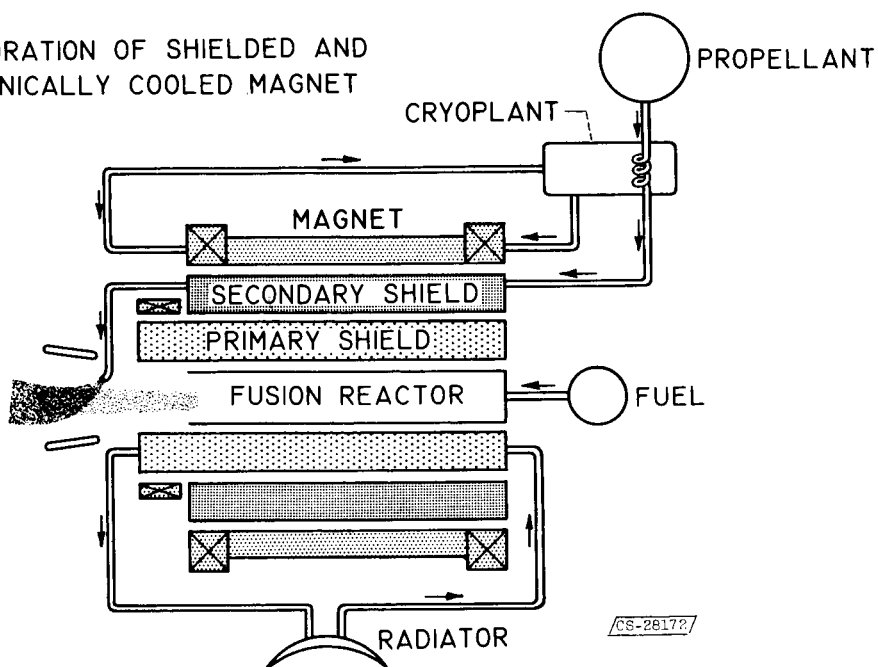 ORATION OF SHIELDED AND
NICALLY COOLED MAGNET
PROPELLANT
CRYOPLANT
MAGNET
SECONDARY SHIELD
PRIMARY SHIELD
FUSION REACTOR
FUEL
RADIATOR
CS-28172